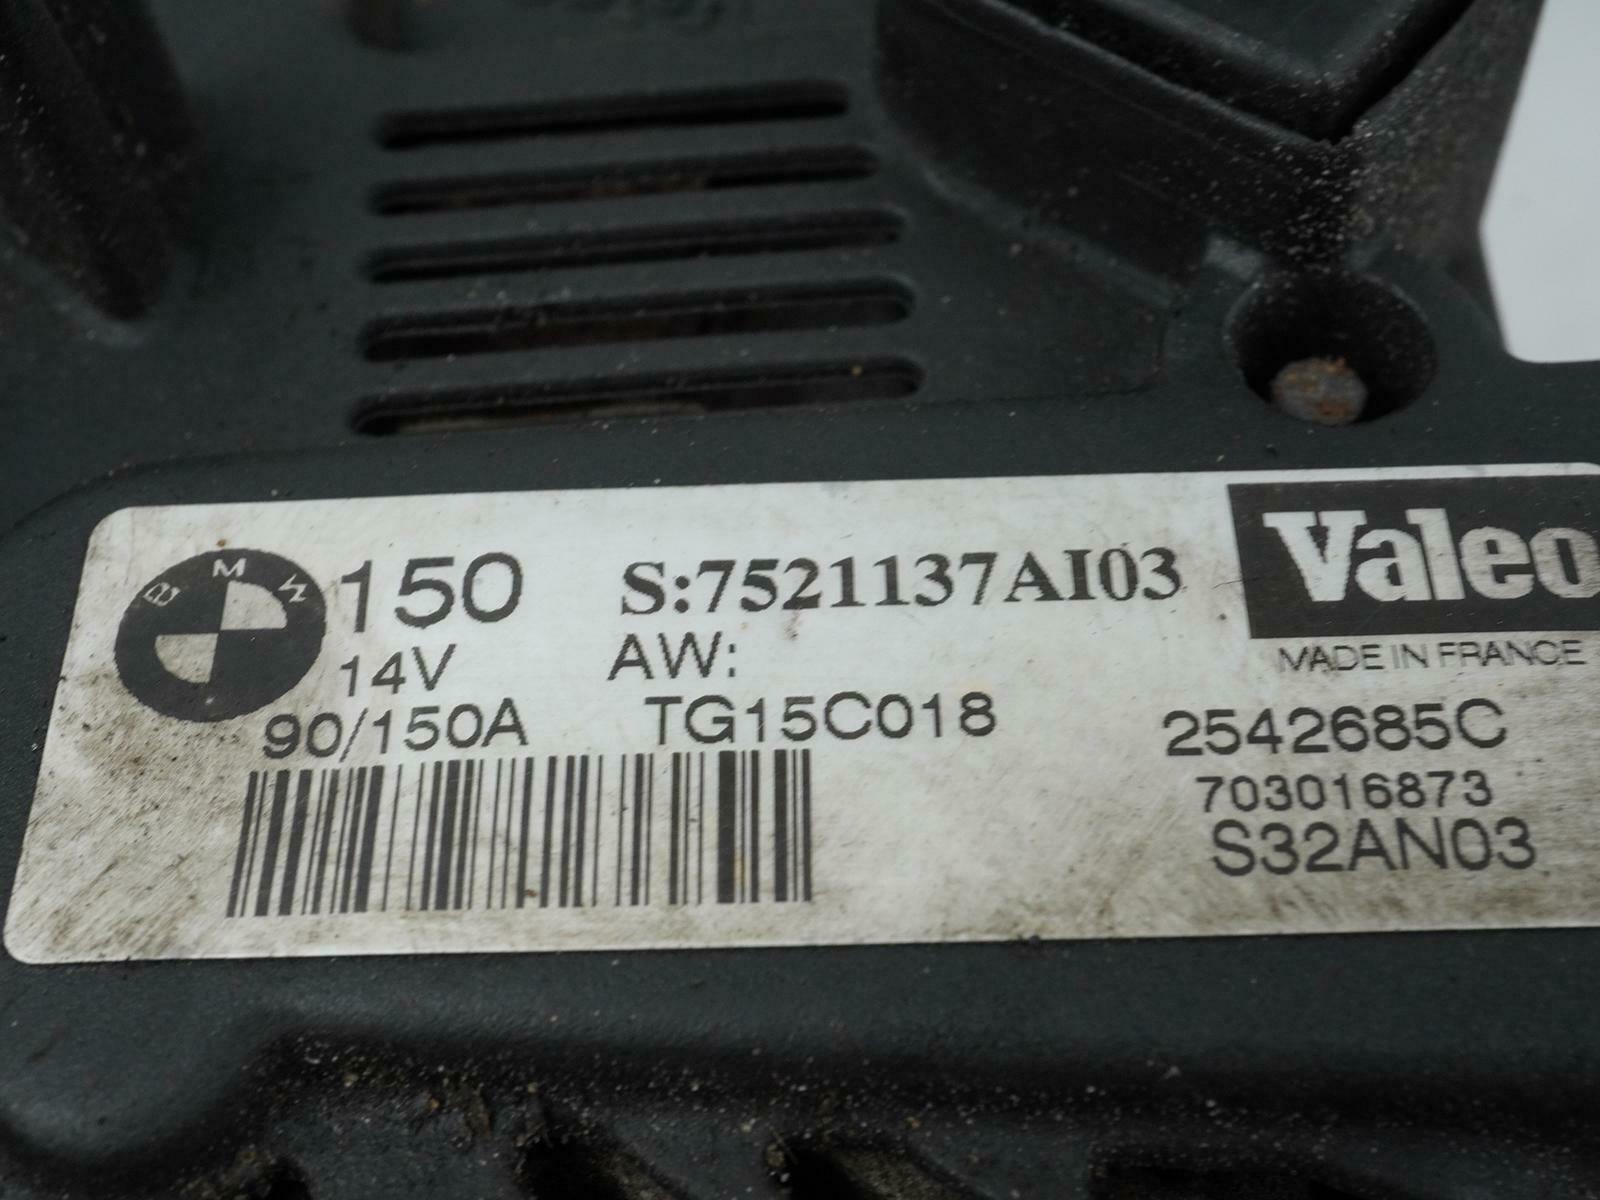 BMW
150
S:7521137AI03
Valeo
MADE IN FRANCE
14V
AW:
90/150A
TG15C018
2542685C
703016873
S32AN03